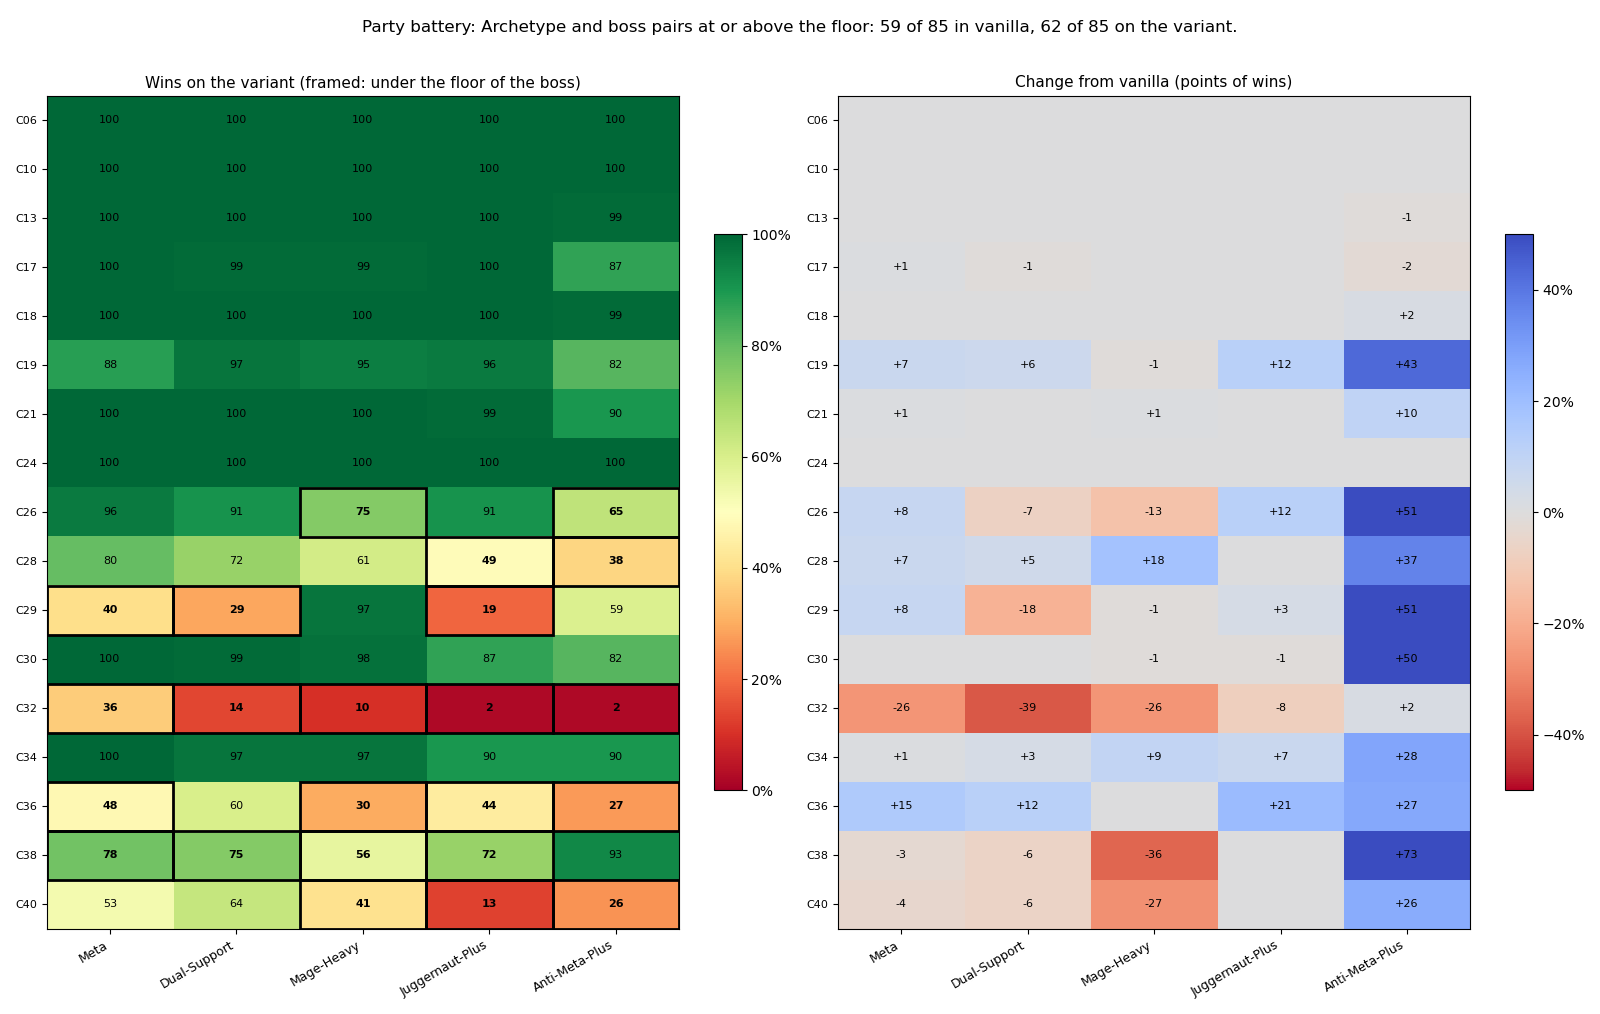 Party battery: Archetype and boss pairs at or above the floor: 59 of 85 in vanilla, 62 of 85 on the variant.
Wins on the variant (framed: under the floor of the boss)
C06 100 100 100 100 100
C10 100 100 100 100 100
C13 100 100 100 100 99
C17 100 99 99 100 87
C18 100 100 100 100 99
C19 88 97 95 96 82
C21 100 100 100 99 90
C24 100 100 100 100 100
C26 96 91 75 91 65
C28 80 72 61 49 38
C29 40 29 97 19 59
C30 100 99 98 87 82
C32 36 14 10 2 2
C34 100 97 97 90 90
C36 48 60 30 44 27
C38 78 75 56 72 93
C40 53 64 41 13 26
Meta Dual-Support Mage-Heavy Juggernaut-Plus Anti-Meta-Plus
100%
80%
60%
40%
20%
0%
Change from vanilla (points of wins)
C06
C10
C13 -1
C17 +1 -1 -2
C18 +2
C19 +7 +6 -1 +12 +43
C21 +1 +1 +10
C24
C26 +8 -7 -13 +12 +51
C28 +7 +5 +18 +37
C29 +8 -18 -1 +3 +51
C30 -1 -1 +50
C32 -26 -39 -26 -8 +2
C34 +1 +3 +9 +7 +28
C36 +15 +12 +21 +27
C38 -3 -6 -36 +73
C40 -4 -6 -27 +26
Meta Dual-Support Mage-Heavy Juggernaut-Plus Anti-Meta-Plus
40%
20%
0%
−20%
−40%